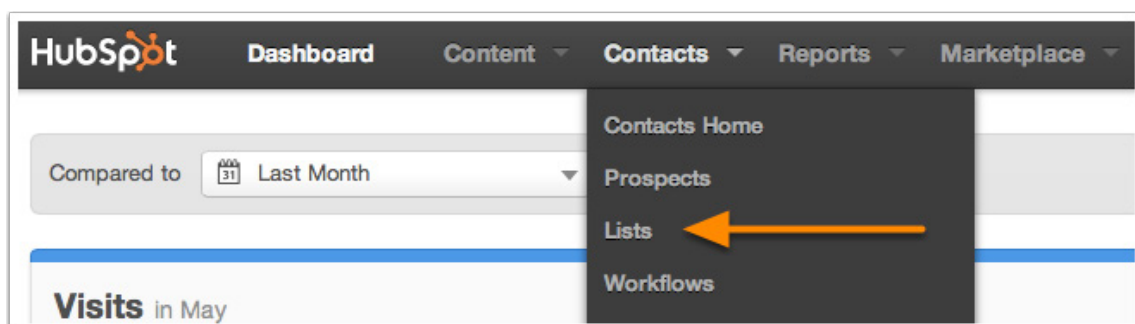 HubSpot Dashboard Content Contacts Reports Marketplace
Contacts Home
Compared to 31 Last Month
Prospects
Lists
Workflows
Visits in May